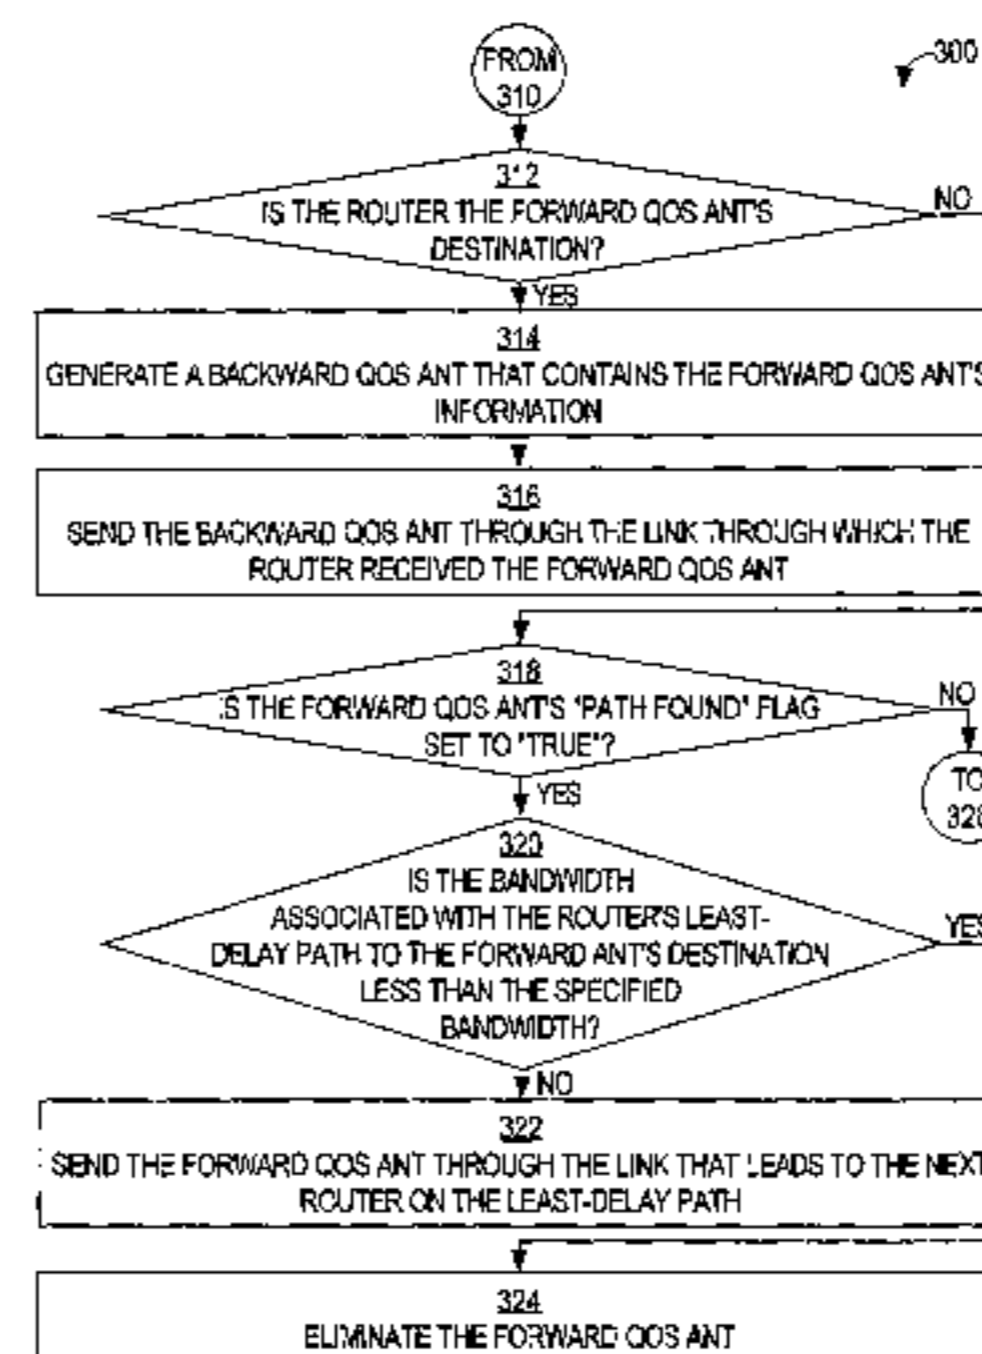 FROM
310
300
312
IS THE ROUTER THE FORWARD QOS ANT'S
DESTINATION?
NO
YES
314
GENERATE A BACKWARD QOS ANT THAT CONTAINS THE FORWARD QOS ANT'S
INFORMATION
316
SEND THE BACKWARD QOS ANT THROUGH THE LINK THROUGH WHICH THE
ROUTER RECEIVED THE FORWARD QOS ANT
318
IS THE FORWARD QOS ANT'S "PATH FOUND" FLAG
SET TO "TRUE"?
NO
YES
TO
328
320
IS THE BANDWIDTH
ASSOCIATED WITH THE ROUTER'S LEAST-
DELAY PATH TO THE FORWARD ANT'S DESTINATION
LESS THAN THE SPECIFIED
BANDWIDTH?
YES
NO
322
SEND THE FORWARD QOS ANT THROUGH THE LINK THAT LEADS TO THE NEXT
ROUTER ON THE LEAST-DELAY PATH
324
ELIMINATE THE FORWARD QOS ANT